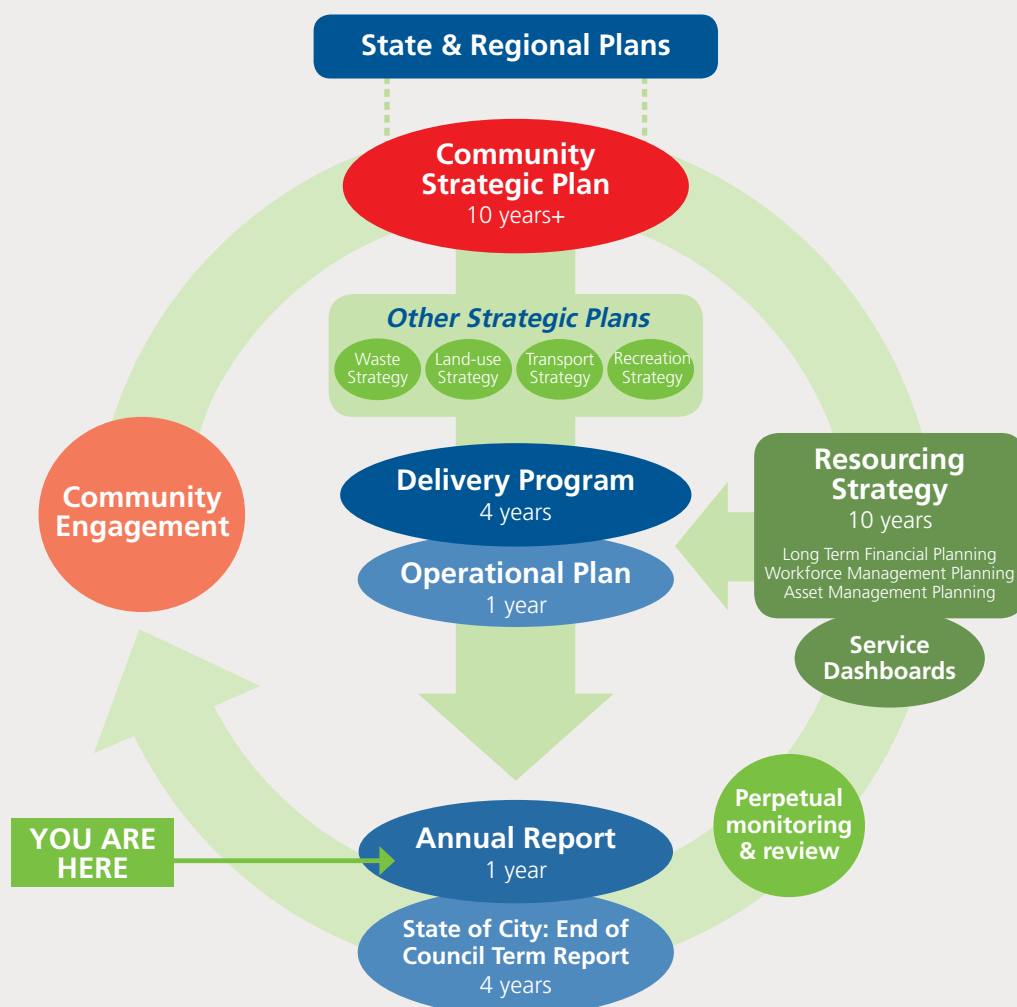 State & Regional Plans
Community
Strategic Plan
10 years+
Other Strategic Plans
Waste
Strategy
Land-use
Strategy
Transport
Strategy
Recreation
Strategy
Community
Engagement
Delivery Program
4 years
Operational Plan
1 year
Resourcing
Strategy
10 years
Long Term Financial Planning
Workforce Management Planning
Asset Management Planning
Service
Dashboards
Perpetual
monitoring
& review
YOU ARE
HERE
Annual Report
1 year
State of City: End of
Council Term Report
4 years